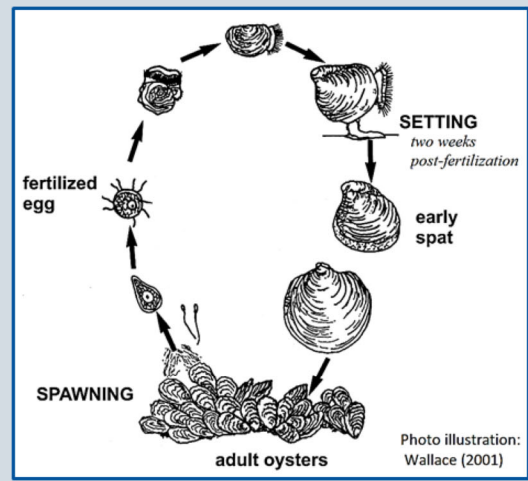 SETTING
two weeks
post-fertilization
fertilized
egg
early
spat
SPAWNING
adult oysters
Photo illustration:
Wallace (2001)